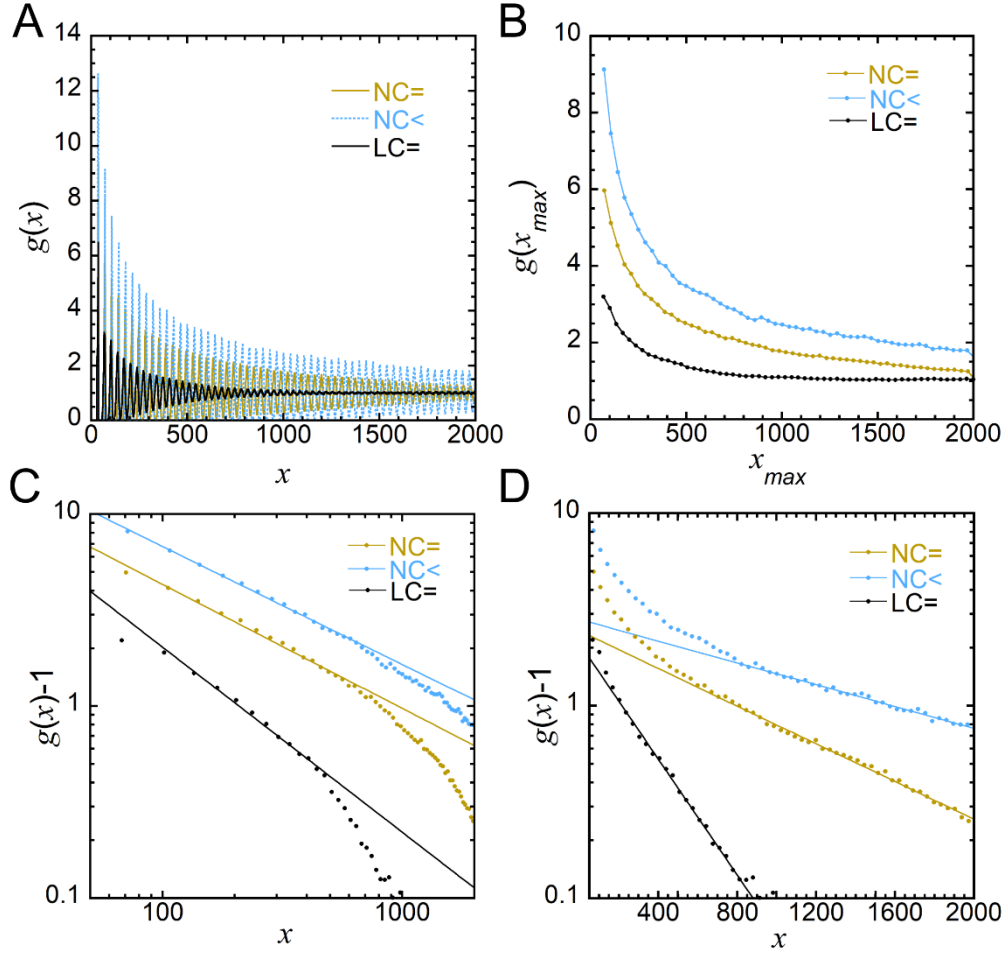 A
14
12
10
8
6
4
2
0
g(x)
NC=
NC<
LC=
0 500 1000 1500 2000
x
B
10
8
6
4
2
0
g(x_max)
NC=
NC<
LC=
0 500 1000 1500 2000
x_max
C
10
1
0.1
g(x)-1
NC=
NC<
LC=
100 1000
x
D
10
1
0.1
g(x)-1
NC=
NC<
LC=
400 800 1200 1600 2000
x